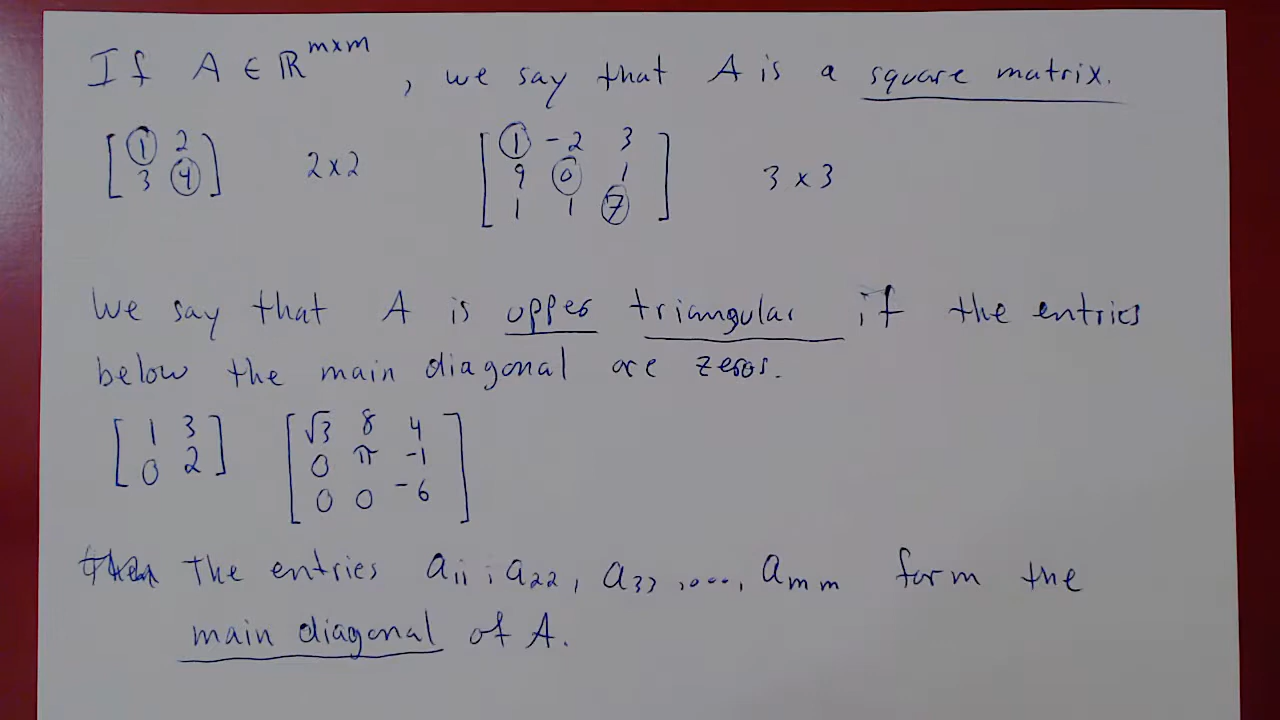 If A ∈ ℝ^{m×m}, we say that A is a square matrix.
[1 2; 3 4] 2×2 [1 -2 3; 9 0 1; 1 1 7] 3×3
We say that A is upper triangular if the entries
below the main diagonal are zeros.
[1 3; 0 2] [√3 8 4; 0 π -1; 0 0 -6]
The entries a₁₁, a₂₂, a₃₃, ..., aₘₘ form the
main diagonal of A.